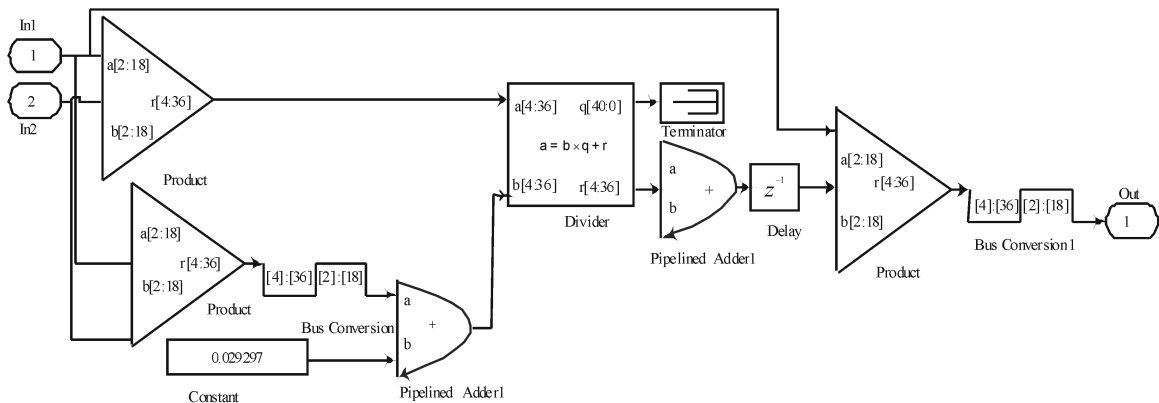 In1
1
2
In2
a[2:18]
r[4:36]
b[2:18]
Product
a[2:18]
r[4:36]
b[2:18]
Product
[4]:[36] [2]:[18]
Bus Conversion
0.029297
Constant
a
+
b
Pipelined Adder1
a[4:36] q[40:0]
a = b × q + r
b[4:36] r[4:36]
Divider
Terminator
a
+
b
Pipelined Adder1
z⁻¹
Delay
a[2:18]
r[4:36]
b[2:18]
Product
[4]:[36] [2]:[18]
Bus Conversion1
Out
1